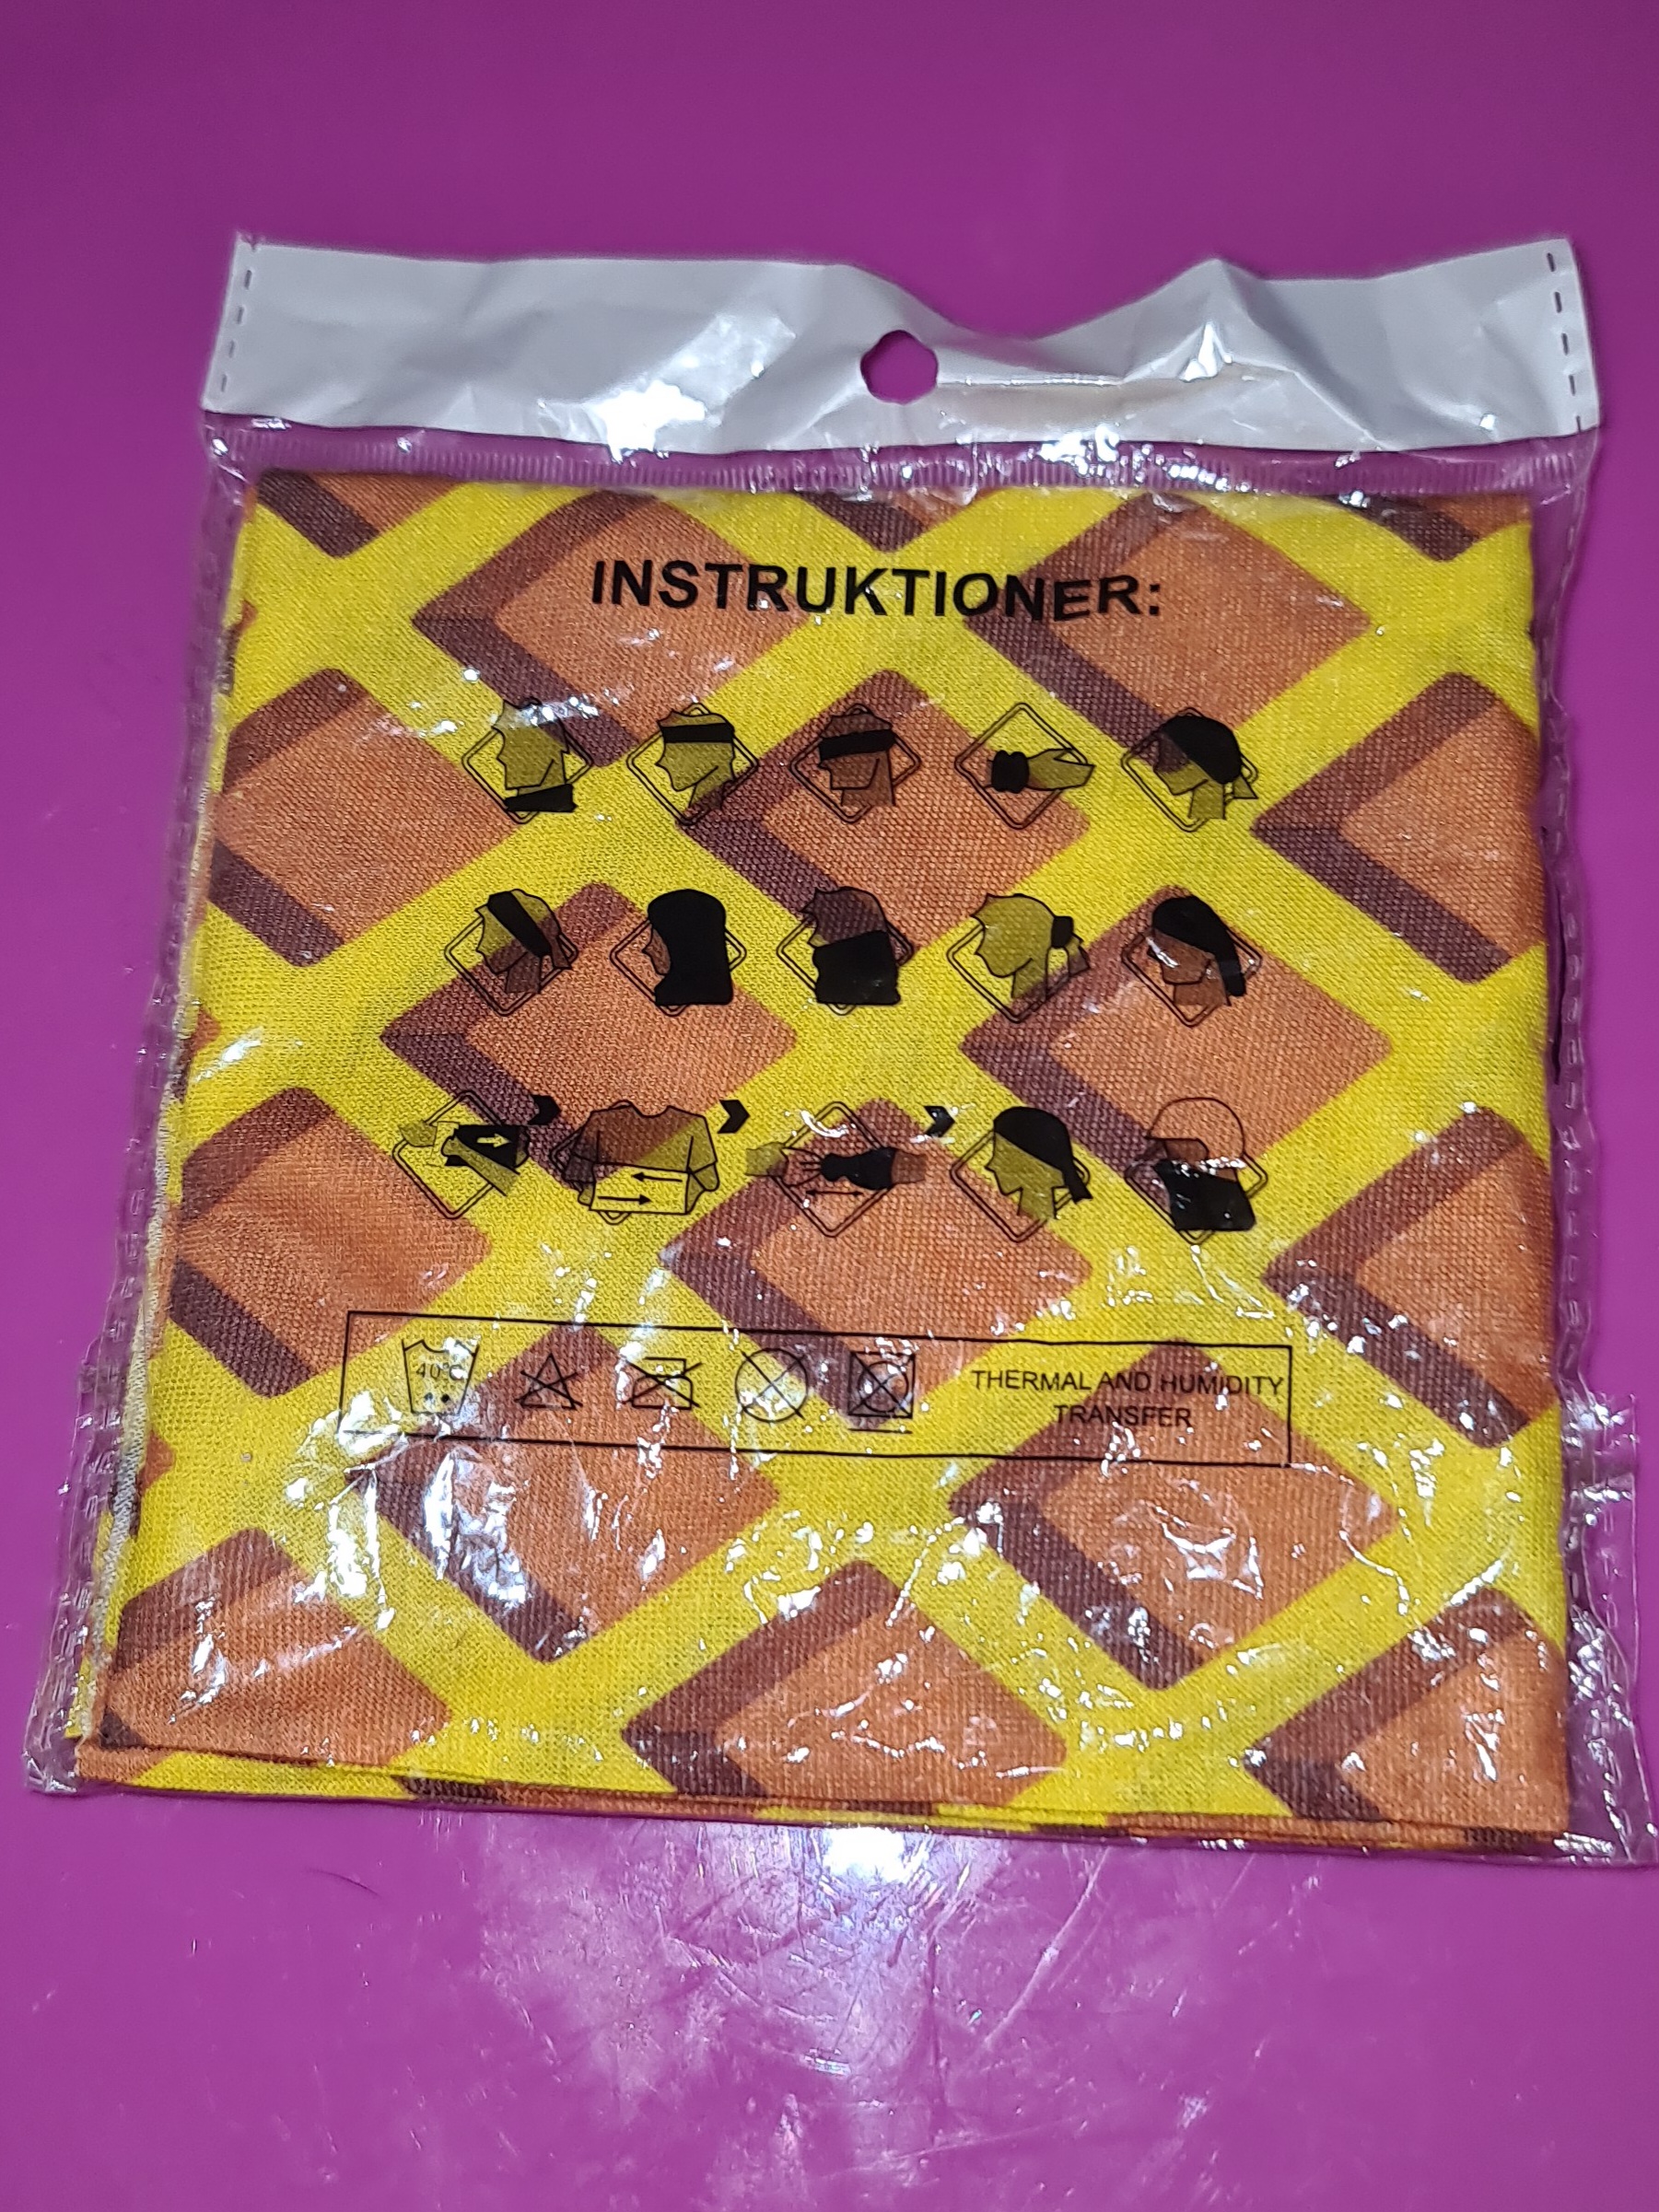 INSTRUKTIONER:
40°C
THERMAL AND HUMIDITY
TRANSFER